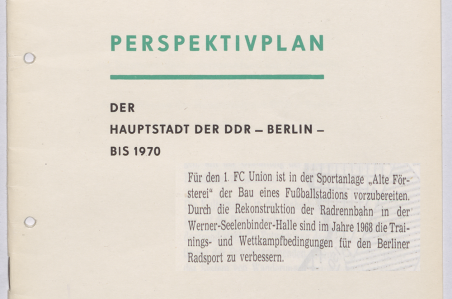 PERSPEKTIVPLAN
DER
HAUPTSTADT DER DDR – BERLIN –
BIS 1970
Für den 1 FC Union ist in der Sportanlage „Alte För-
sterei" der Bau eines Fußballstadions vorzubereiten.
Durch die Rekonstruktion der Radrennbahn in der
Werner-Seelenbinder-Halle sind im Jahre 1968 die Trai-
nings- und Wettkampfbedingungen für den Berliner
Radsport zu verbessern.